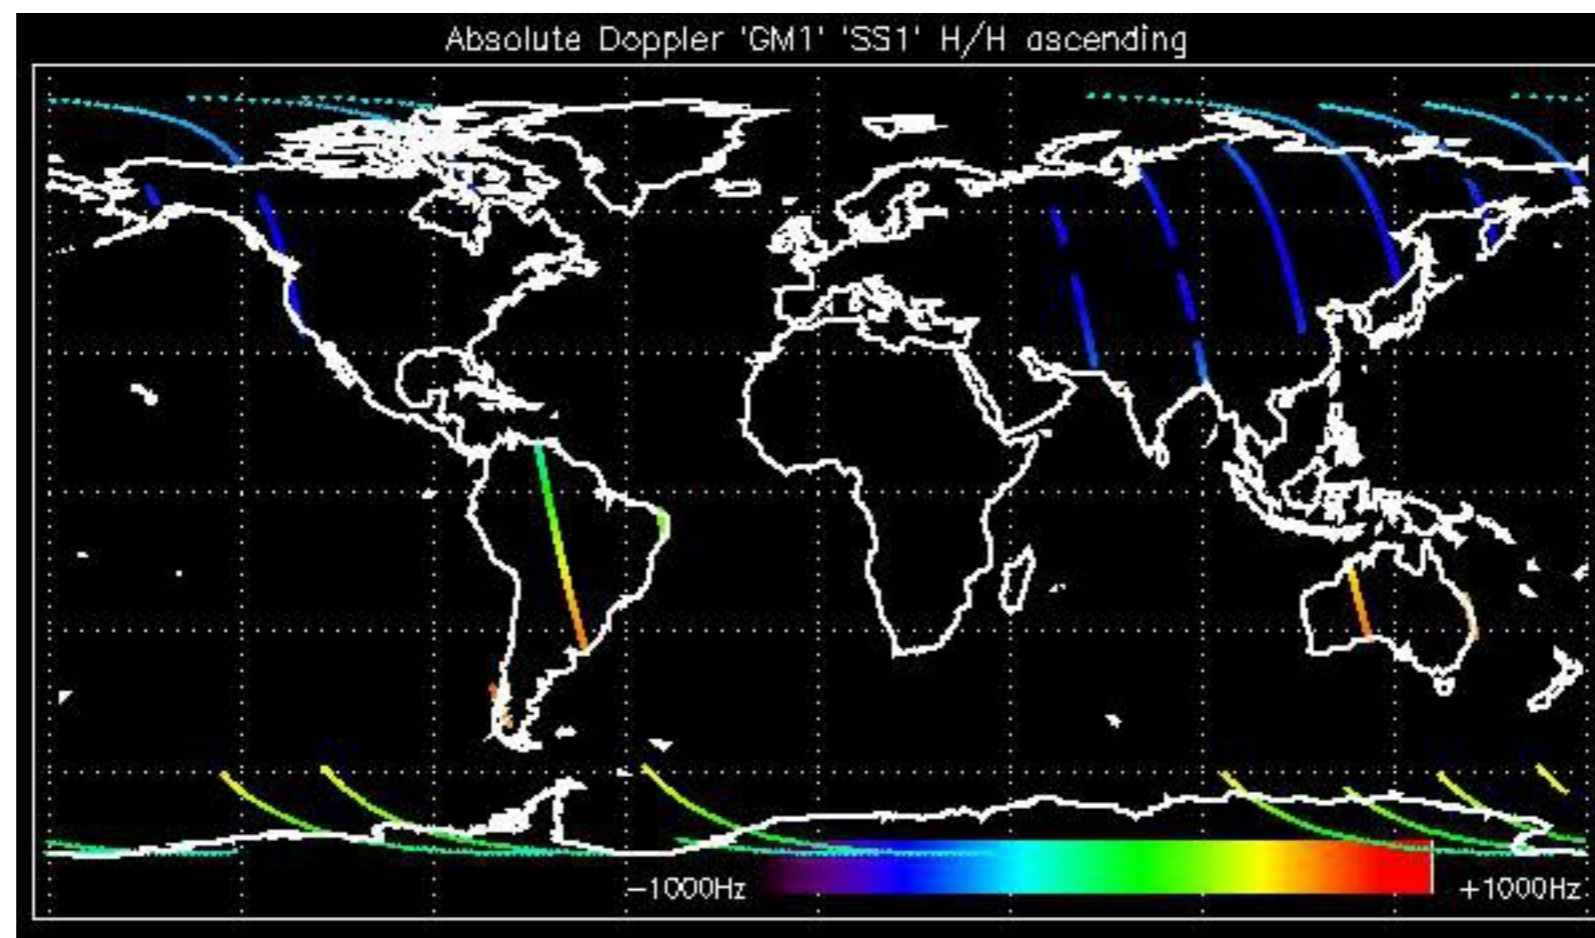 Absolute Doppler 'GM1' 'SS1' H/H ascending
−1000Hz
+1000Hz